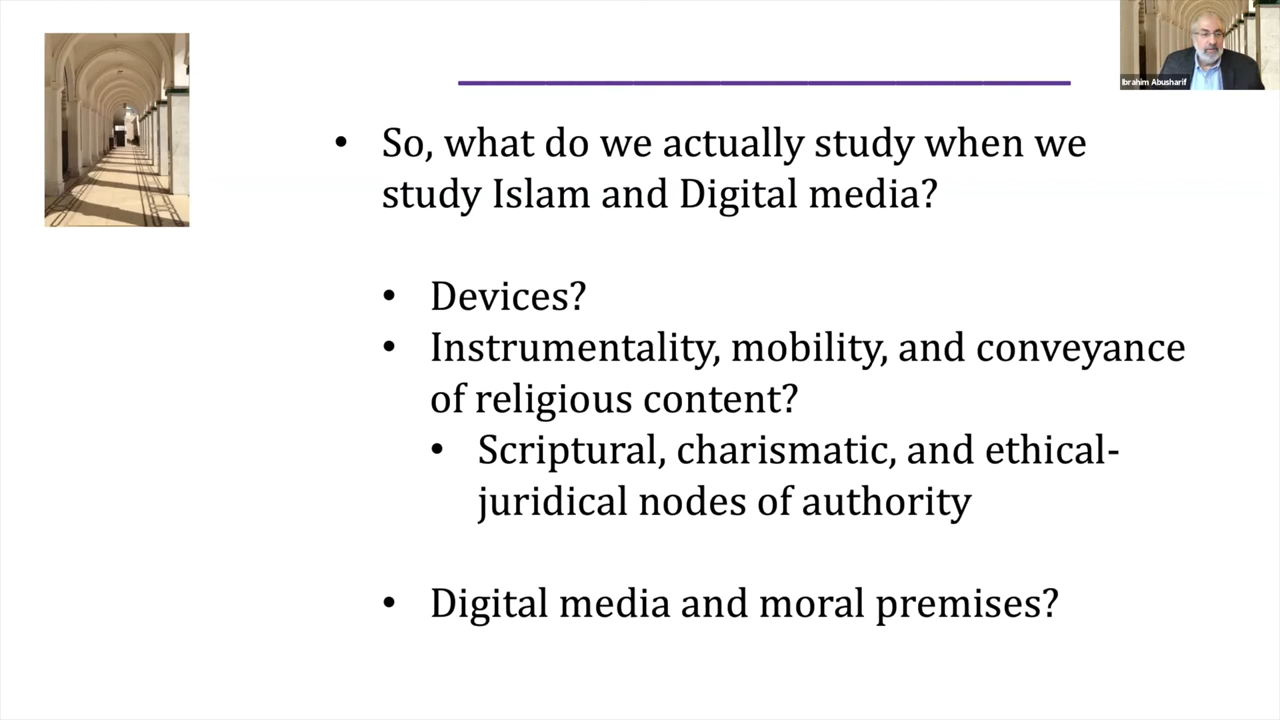 Ibrahim Abusharif
• So, what do we actually study when we
study Islam and Digital media?
• Devices?
• Instrumentality, mobility, and conveyance
of religious content?
• Scriptural, charismatic, and ethical-
juridical nodes of authority
• Digital media and moral premises?